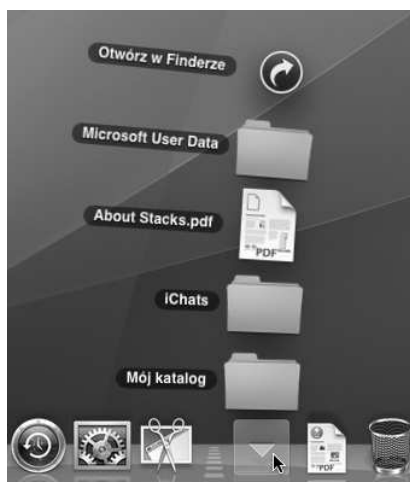 Otwórz w Finderze
Microsoft User Data
About Stacks.pdf
PDF
iChats
Mój katalog
PDF